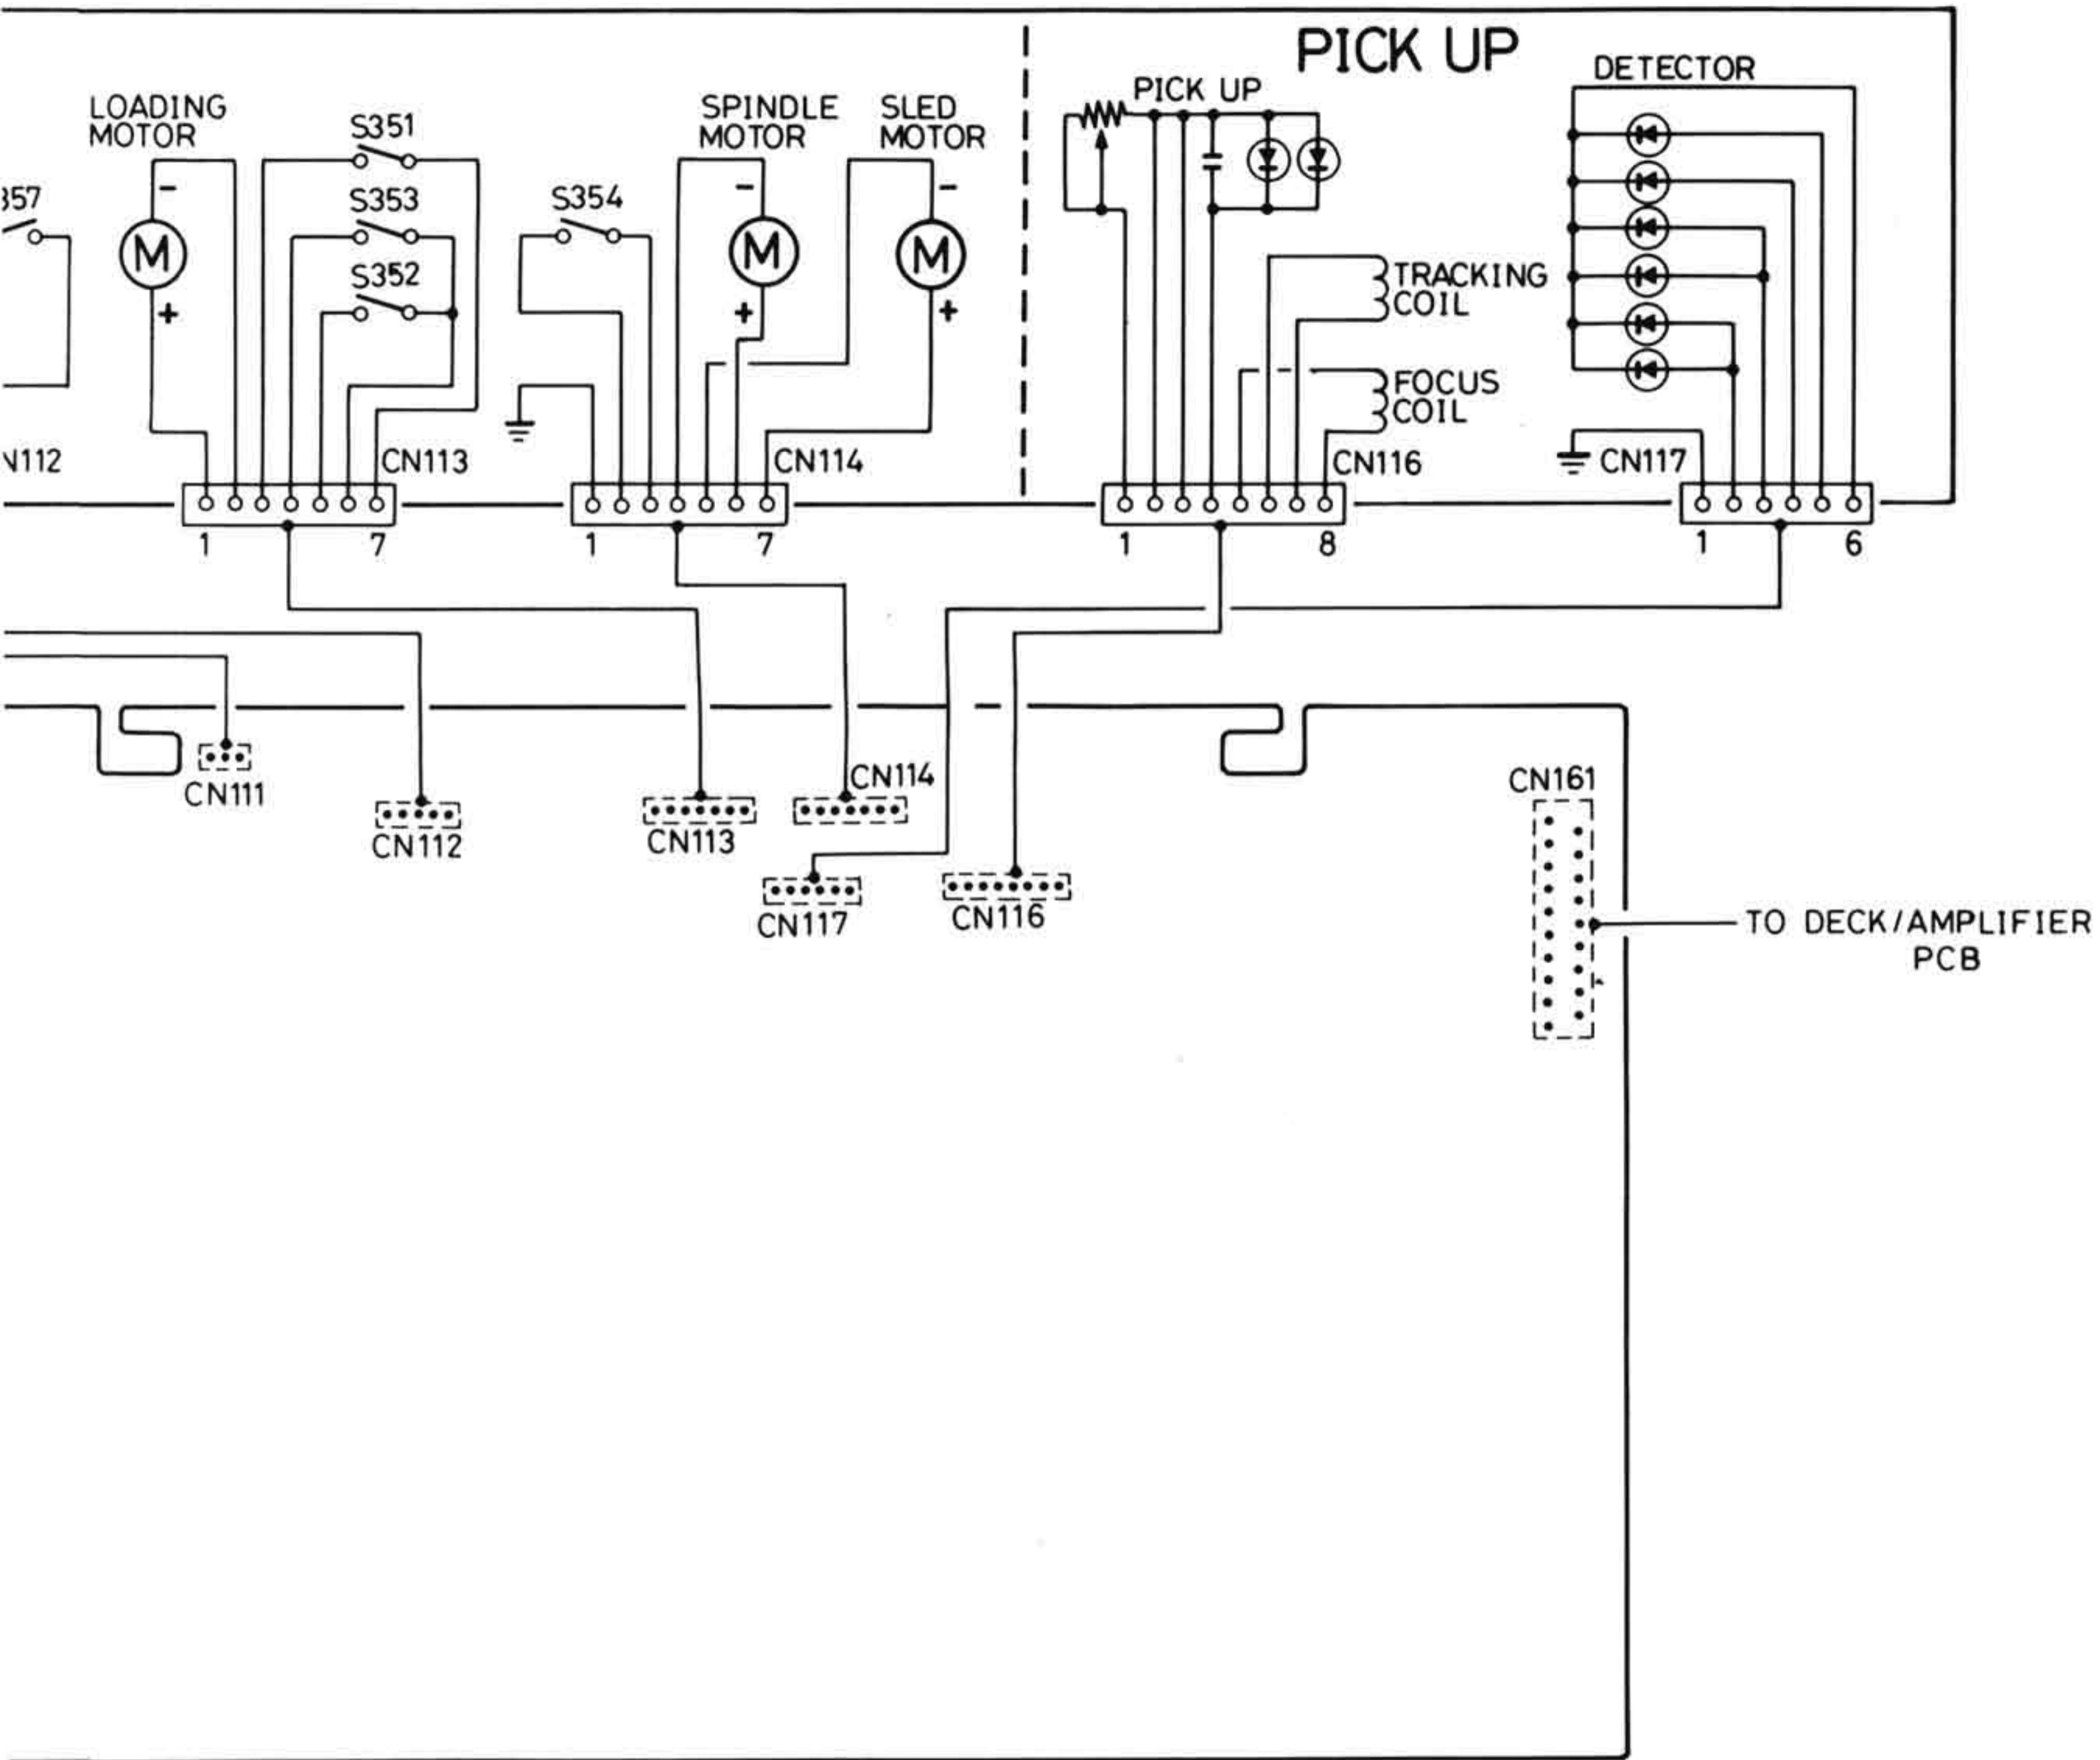 PICK UP
DETECTOR
PICK UP
LOADING
MOTOR
S351
SPINDLE
MOTOR
SLED
MOTOR
-
-
-
357
S353
S354
M
M
M
S352
TRACKING
COIL
+
+
+
FOCUS
COIL
N112
CN113
CN114
CN116
CN117
1
7
1
7
1
8
1
6
CN111
CN114
CN161
CN112
CN113
CN117
CN116
TO DECK/AMPLIFIER
PCB